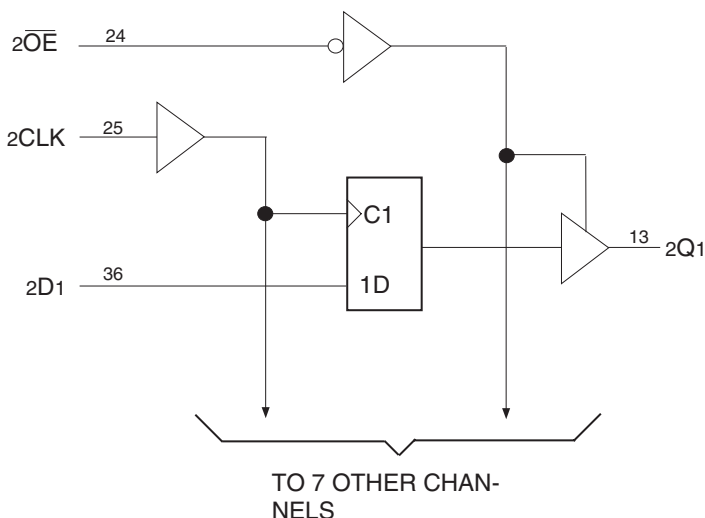 2OE 24
2CLK 25
C1
13 2Q1
2D1 36
1D
TO 7 OTHER CHAN-
NELS